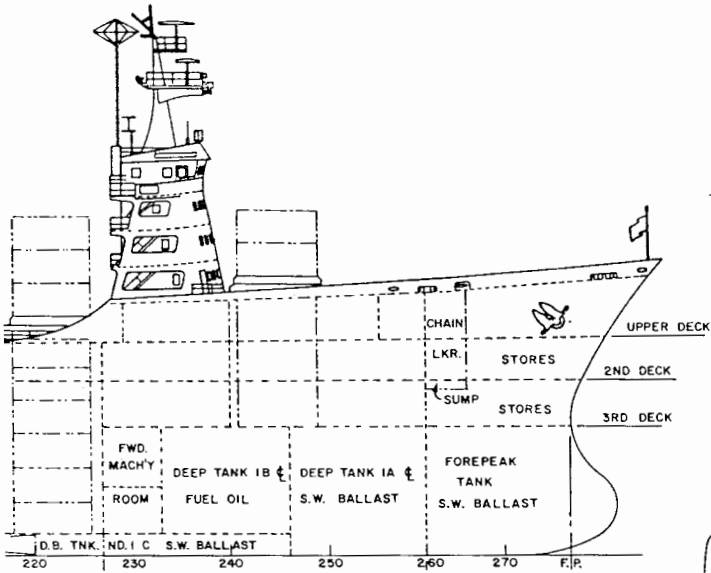 CHAIN
LKR.
SUMP
UPPER DECK
STORES
2ND DECK
STORES
3RD DECK
FWD.
MACH'Y
ROOM
DEEP TANK 1B ℄
FUEL OIL
DEEP TANK 1A ℄
S.W. BALLAST
FOREPEAK
TANK
S.W. BALLAST
D.B. TNK. NO. 1 C S.W. BALLAST
220 230 240 250 260 270 F.P.